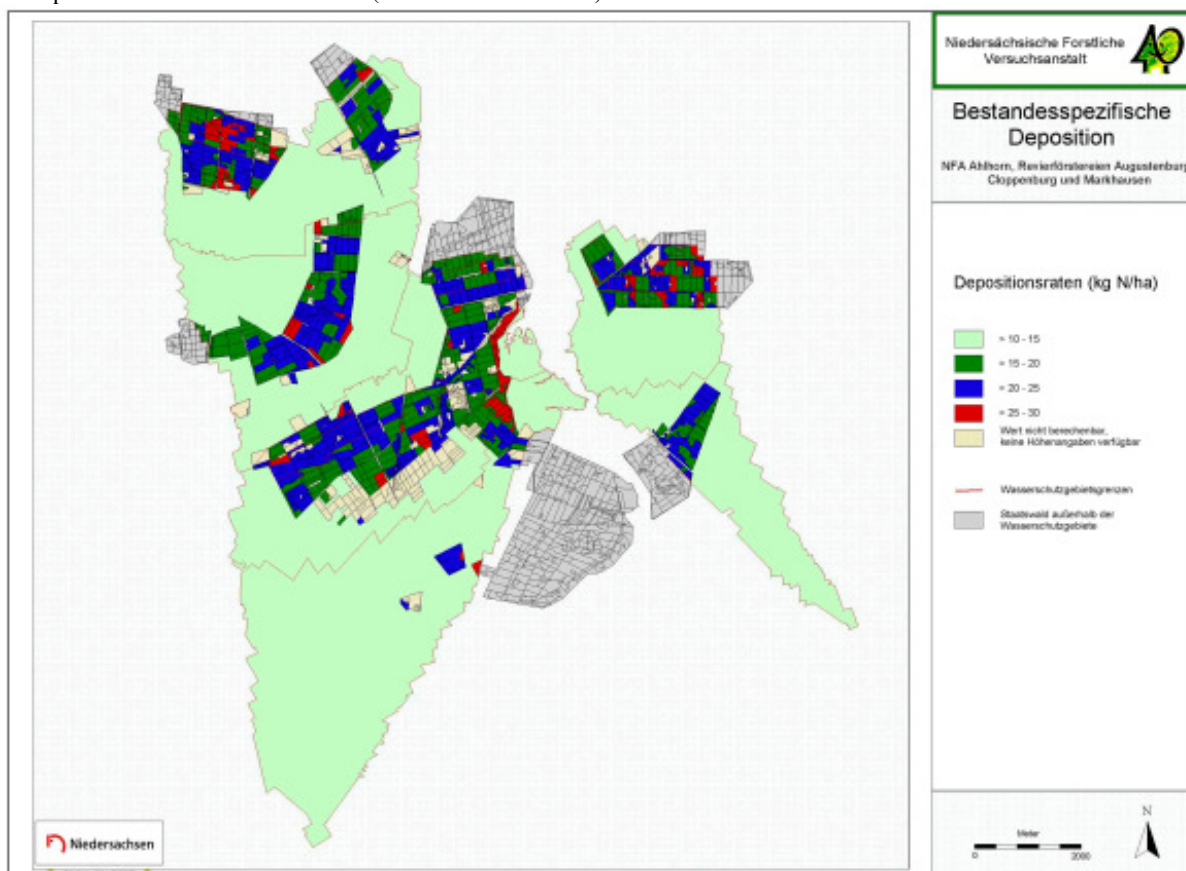 Niedersächsische Forstliche
Versuchsanstalt
Bestandesspezifische
Deposition
NFA Ahlhorn, Revierförstereien Augustenburg
Cloppenburg und Markhausen
Depositionsraten (kg N/ha)
= 10 - 15
= 15 - 20
= 20 - 25
= 25 - 30
Wert nicht berechenbar,
keine Höhenangaben verfügbar
Wasserschutzgebietsgrenzen
Staatswald außerhalb der
Wasserschutzgebiete
Niedersachsen
Meter
0 2000
N